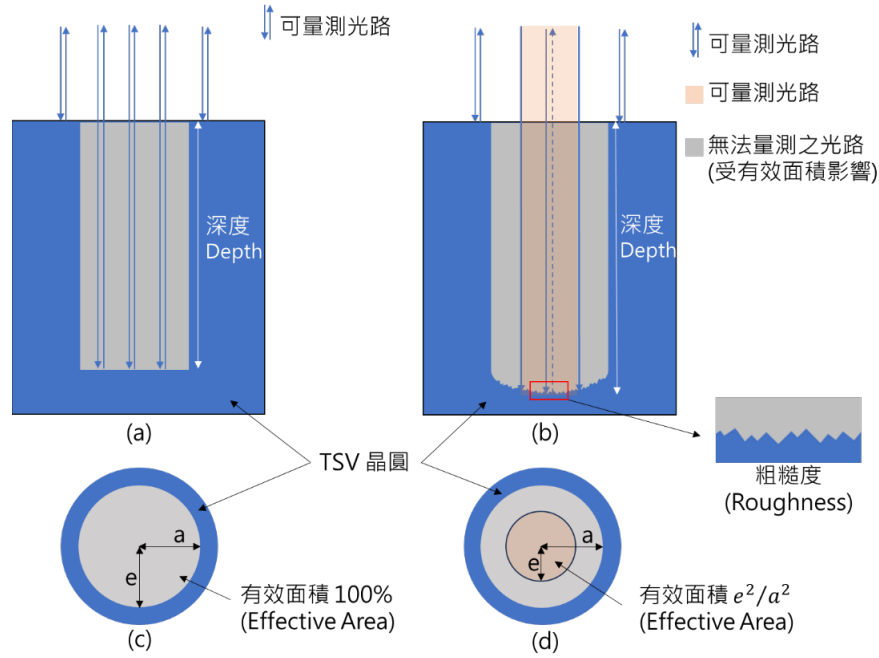 可量測光路
深度
Depth
(a)
可量測光路
可量測光路
無法量測之光路
(受有效面積影響)
深度
Depth
(b)
粗糙度
(Roughness)
TSV 晶圓
a
e
有效面積 100%
(Effective Area)
(c)
a
e
有效面積 e²/a²
(Effective Area)
(d)